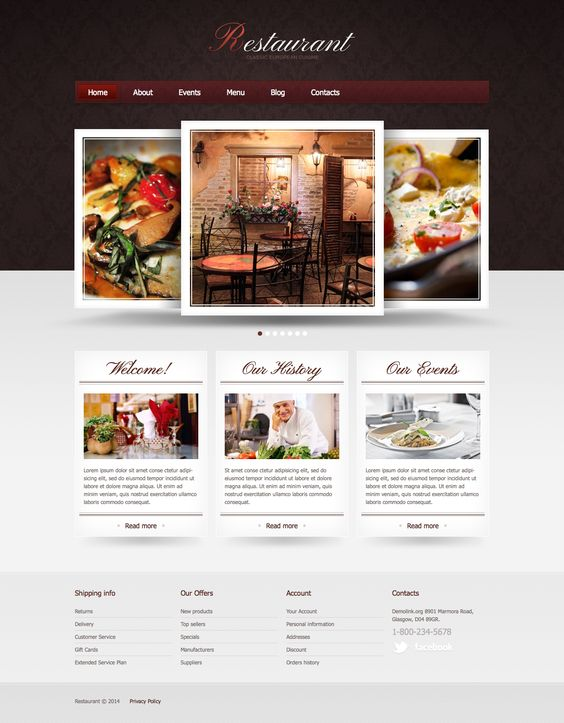 Restaurant
CLASSIC EUROPEAN CUISINE
Home About Events Menu Blog Contacts
Welcome!
Lorem ipsum dolor sit amet conse ctetur adipi-
sicing elit, sed do eiusmod tempor incididunt ut
labore et dolore magna aliqua. Ut enim ad
minim veniam, quis nostrud exercitation ullamco
commodo consequat.
Read more
Our History
Ut sit amet conse ctetur adipisicing elit, sed do
eiusmod tempor incididunt ut labore et dolore
magna aliqua. Ut enim ad minim veniam, quis
nostrud exercitation ullamco commodo
consequat.
Read more
Our Events
Lorem ipsum dolor sit amet conse ctetur adipi-
sicing elit, sed do eiusmod tempor incididunt ut
labore et dolore magna aliqua. Ut enim ad
minim veniam, quis nostrud exercitation ullamco
commodo consequat.
Read more
Shipping info
Returns
Delivery
Customer Service
Gift Cards
Extended Service Plan
Our Offers
New products
Top sellers
Specials
Manufacturers
Suppliers
Account
Your Account
Personal information
Addresses
Discount
Orders history
Contacts
Demolink.org 8901 Marmora Road,
Glasgow, D04 89GR.
1-800-234-5678
facebook
Restaurant © 2014 Privacy Policy